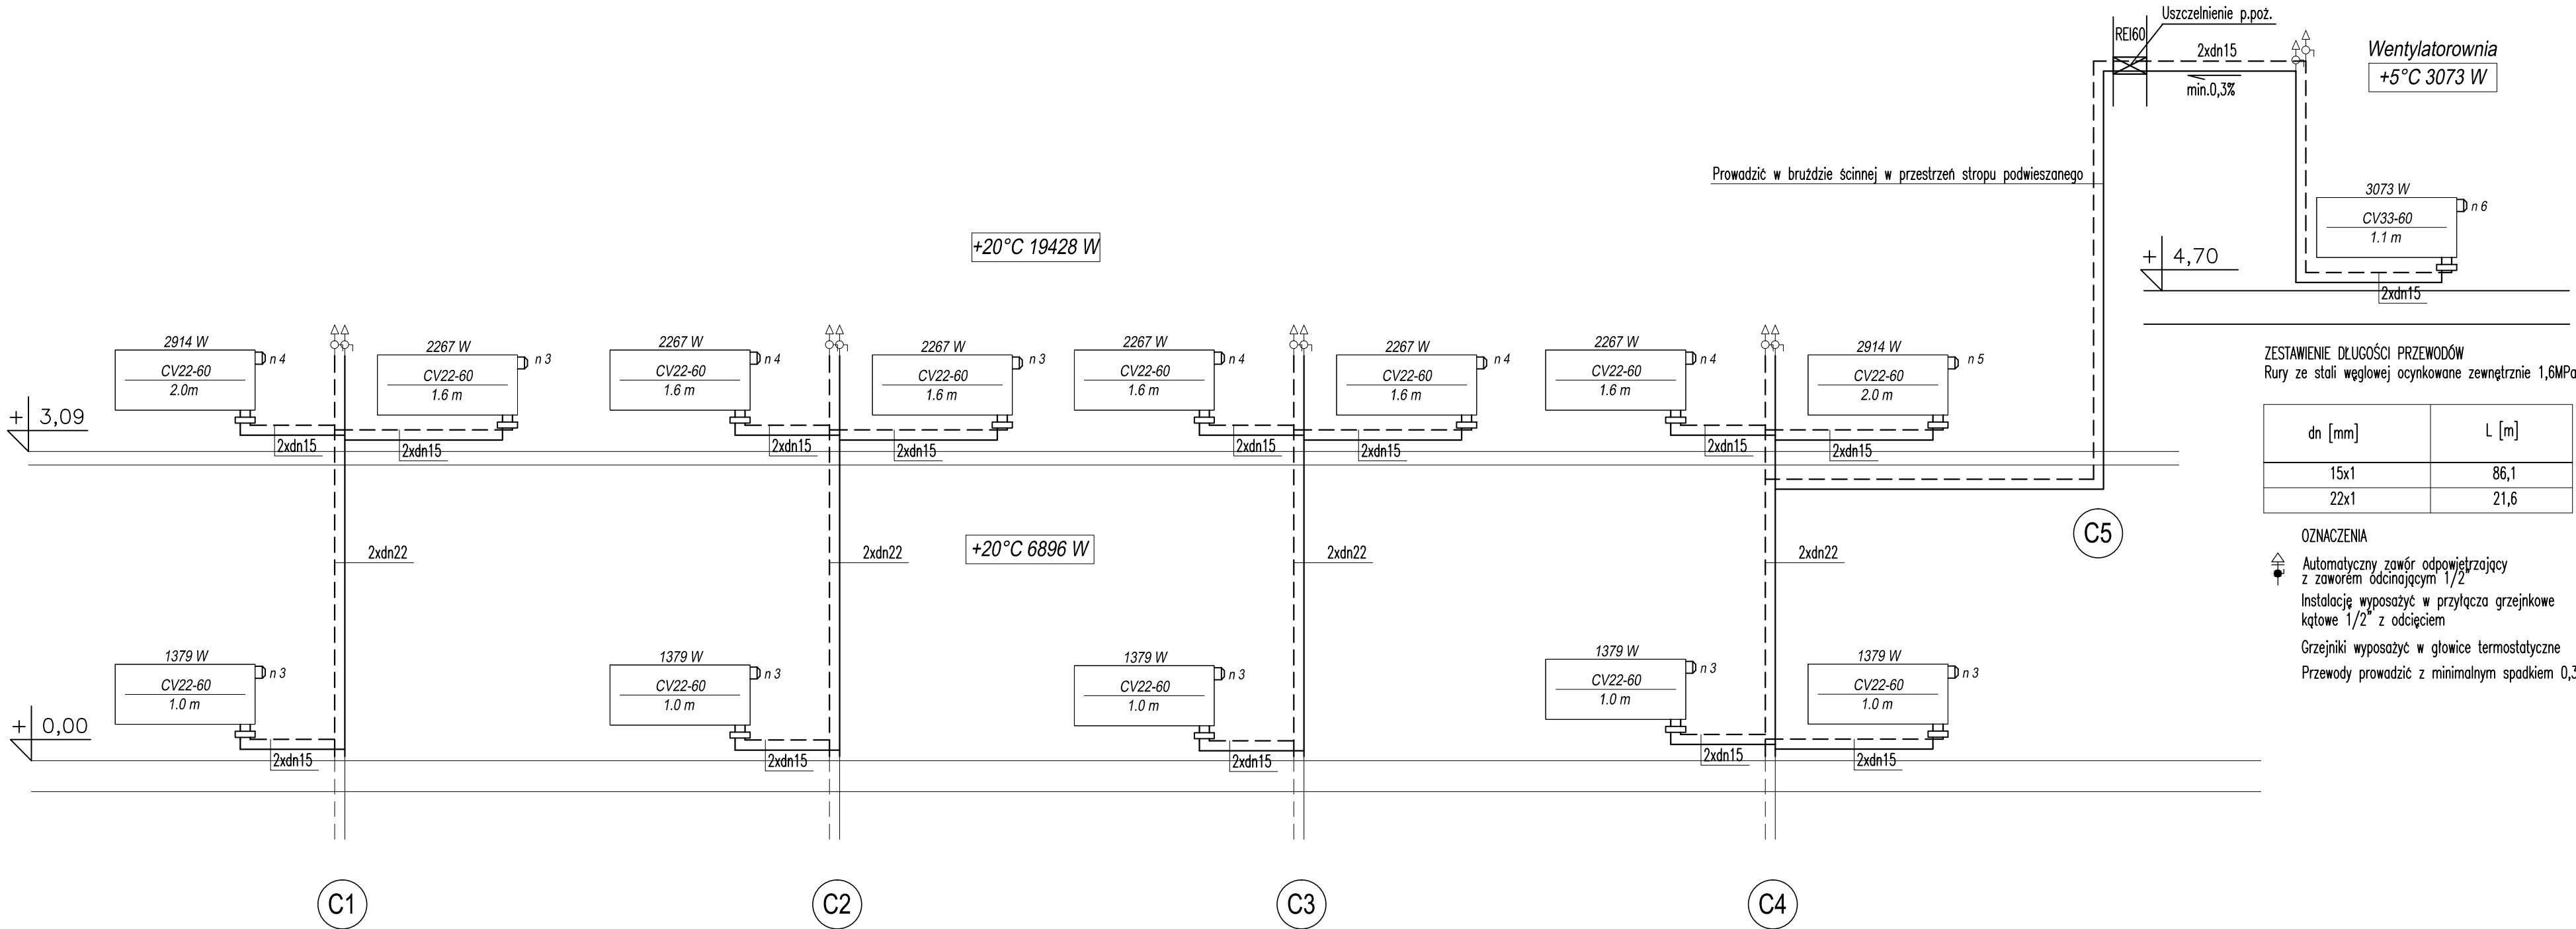 Uszczelnienie p.poż.
REI60
2xdn15
min.0,3%
Wentylatorownia
+5°C 3073 W
Prowadzić w bruździe ścinnej w przestrzeń stropu podwieszanego
3073 W
CV33-60
1.1 m
n 6
+ 4,70
2xdn15
+20°C 19428 W
2914 W
CV22-60
2.0m
n 4
2267 W
CV22-60
1.6 m
n 3
2267 W
CV22-60
1.6 m
n 4
2267 W
CV22-60
1.6 m
n 3
2267 W
CV22-60
1.6 m
n 4
2267 W
CV22-60
1.6 m
n 4
2267 W
CV22-60
1.6 m
n 4
2914 W
CV22-60
2.0 m
n 5
+ 3,09
2xdn15
2xdn15
2xdn15
2xdn15
2xdn15
2xdn15
2xdn15
2xdn15
ZESTAWIENIE DŁUGOŚCI PRZEWODÓW
Rury ze stali węglowej ocynkowane zewnętrznie 1,6MPa
dn [mm] L [m]
15x1 86,1
22x1 21,6
C5
2xdn22
2xdn22
+20°C 6896 W
2xdn22
2xdn22
OZNACZENIA
Automatyczny zawór odpowietrzający
z zaworem odcinającym 1/2"
Instalację wyposażyć w przyłącza grzejnkowe
kątowe 1/2" z odcięciem
Grzejniki wyposażyć w głowice termostatyczne
Przewody prowadzić z minimalnym spadkiem 0,3
1379 W
CV22-60
1.0 m
n 3
1379 W
CV22-60
1.0 m
n 3
1379 W
CV22-60
1.0 m
n 3
1379 W
CV22-60
1.0 m
n 3
1379 W
CV22-60
1.0 m
n 3
+ 0,00
2xdn15
2xdn15
2xdn15
2xdn15
2xdn15
C1
C2
C3
C4